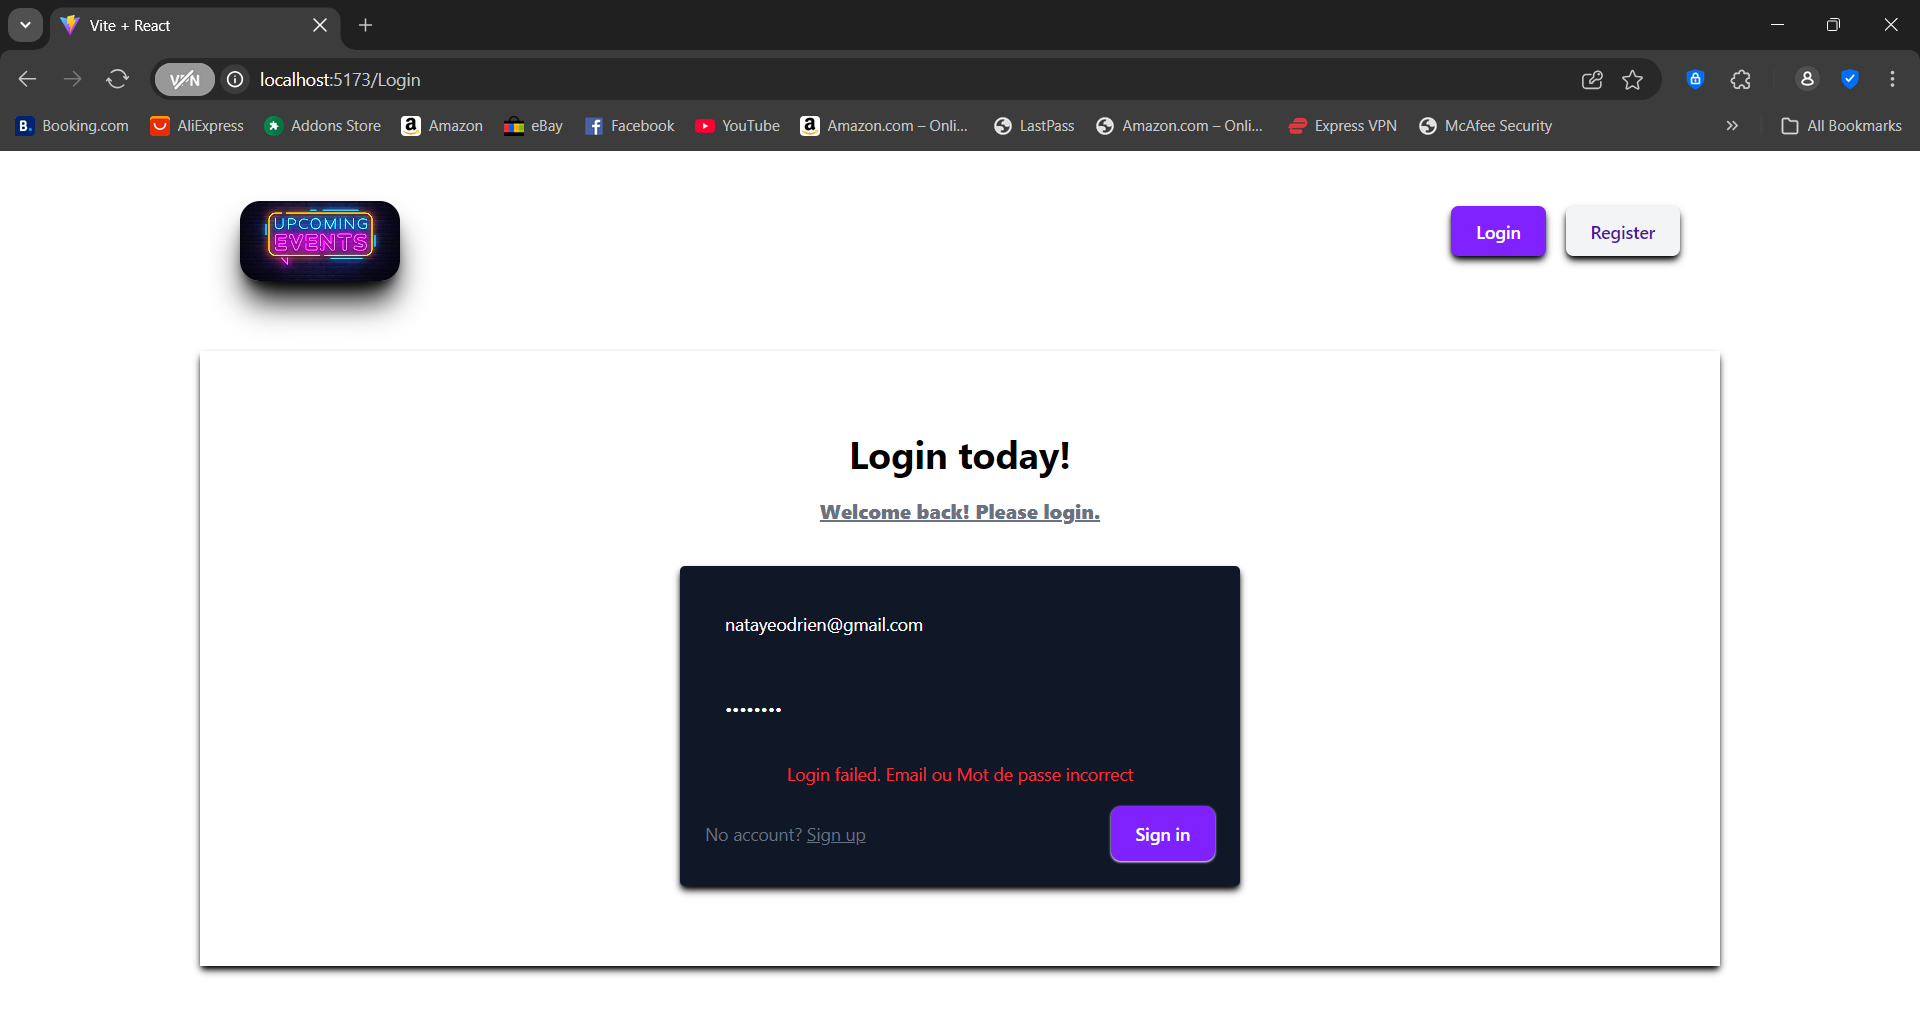 Vite + React
VPN
localhost:5173/Login
B. Booking.com
AliExpress
Addons Store
a Amazon
eBay
f Facebook
YouTube
a Amazon.com – Onli...
LastPass
Amazon.com – Onli...
Express VPN
McAfee Security
All Bookmarks
UPCOMING
EVENTS
Login
Register
Login today!
Welcome back! Please login.
natayeodrien@gmail.com
Login failed. Email ou Mot de passe incorrect
No account? Sign up
Sign in